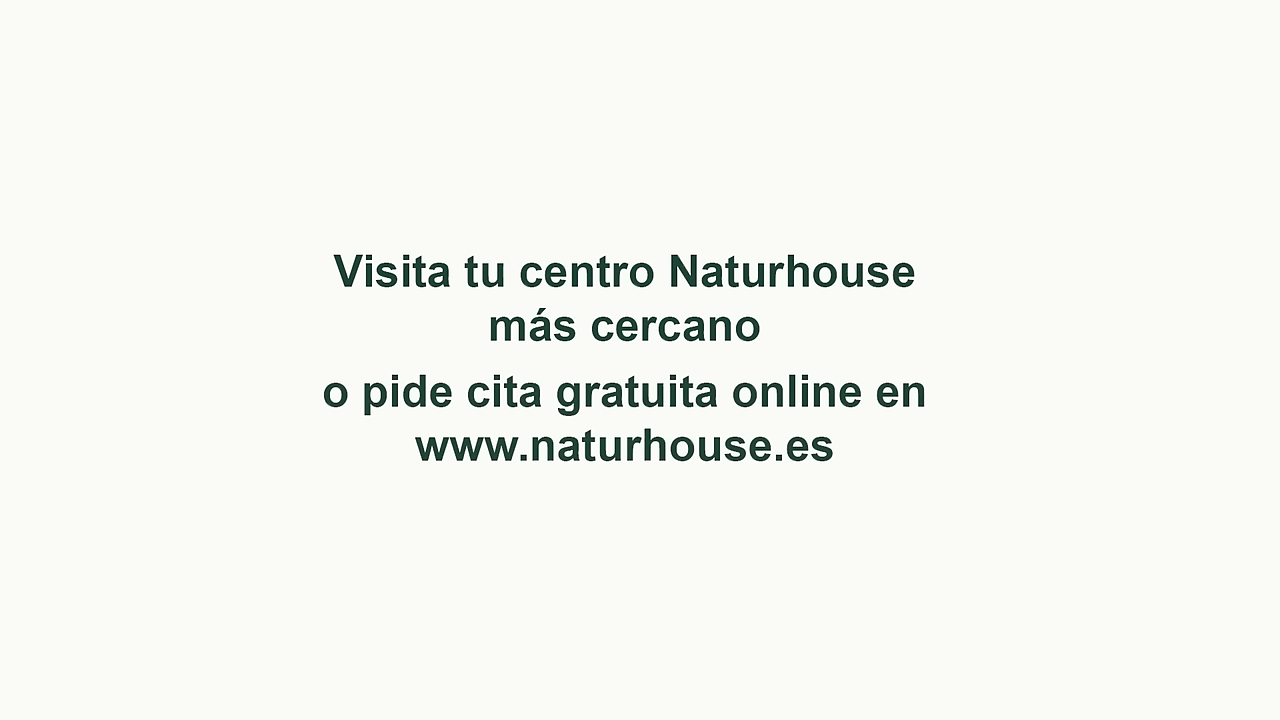 Visita tu centro Naturhouse
más cercano
o pide cita gratuita online en
www.naturhouse.es